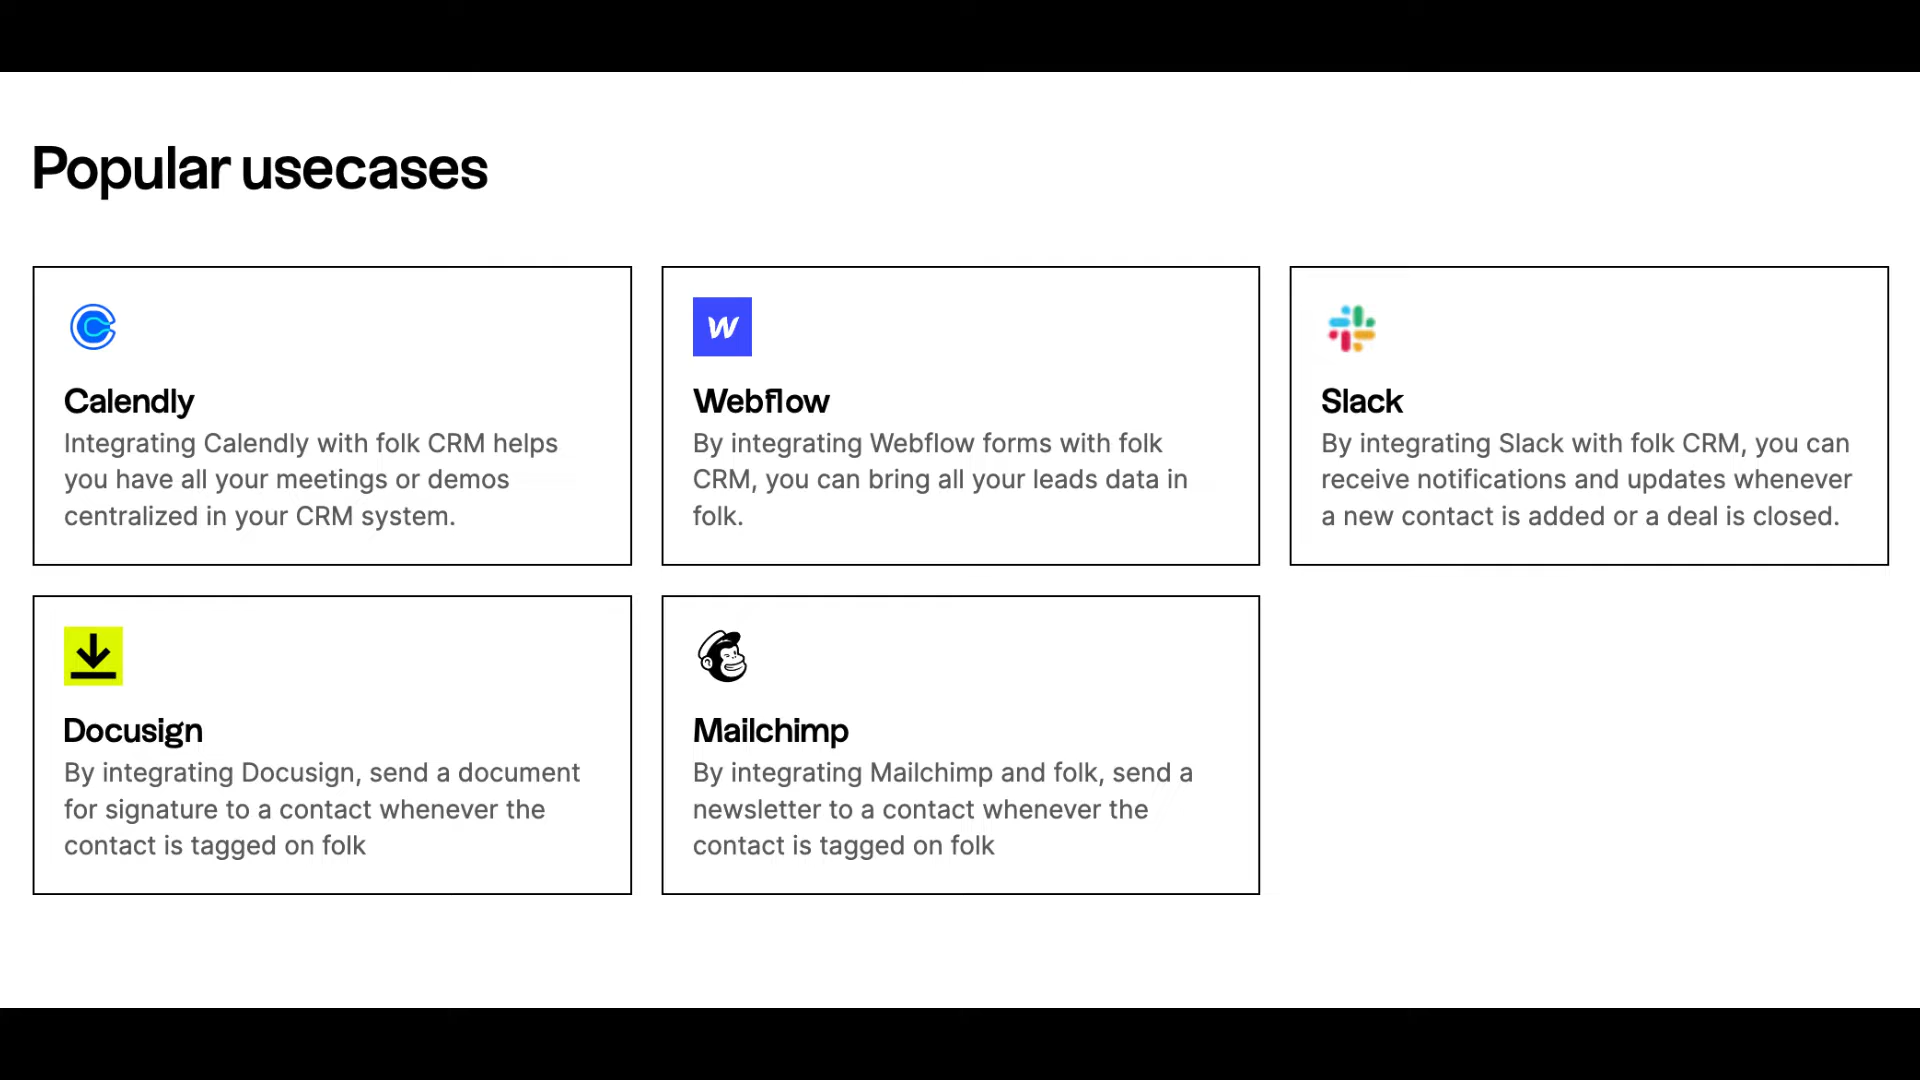 Popular usecases
Calendly
Integrating Calendly with folk CRM helps
you have all your meetings or demos
centralized in your CRM system.
W
Webflow
By integrating Webflow forms with folk
CRM, you can bring all your leads data in
folk.
Slack
By integrating Slack with folk CRM, you can
receive notifications and updates whenever
a new contact is added or a deal is closed.
Docusign
By integrating Docusign, send a document
for signature to a contact whenever the
contact is tagged on folk
Mailchimp
By integrating Mailchimp and folk, send a
newsletter to a contact whenever the
contact is tagged on folk